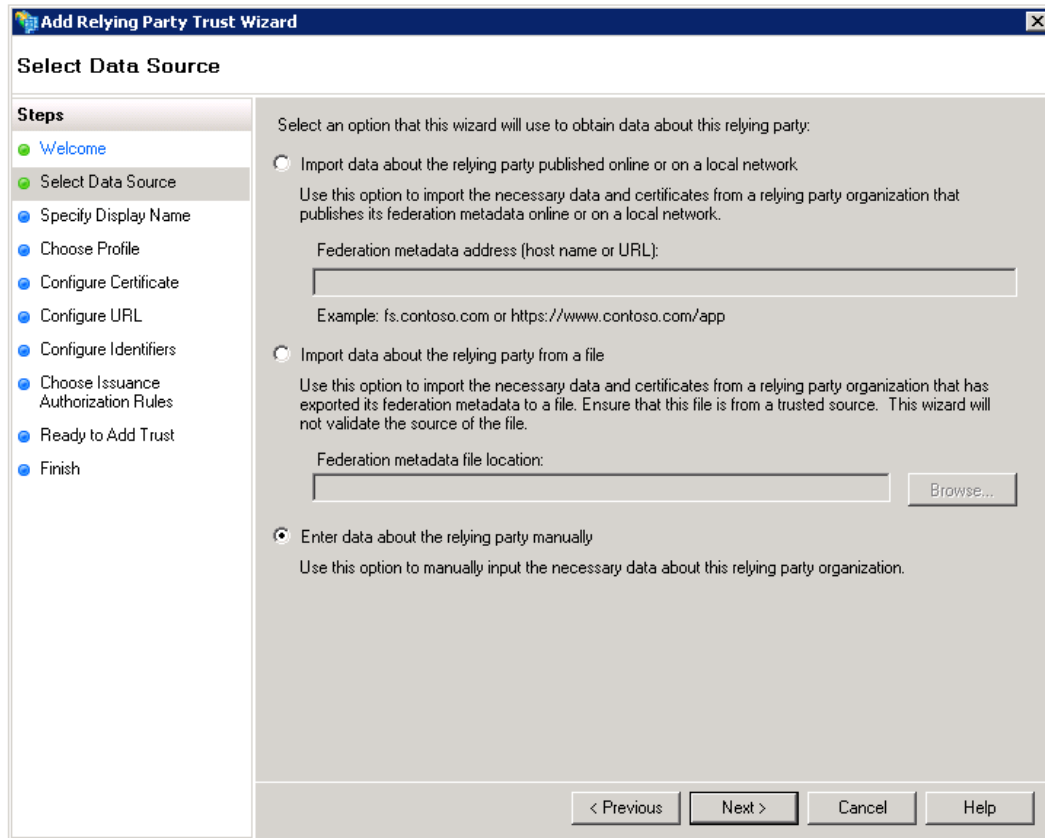 Add Relying Party Trust Wizard
Select Data Source
Steps
Welcome
Select Data Source
Specify Display Name
Choose Profile
Configure Certificate
Configure URL
Configure Identifiers
Choose Issuance
Authorization Rules
Ready to Add Trust
Finish
Select an option that this wizard will use to obtain data about this relying party:
Import data about the relying party published online or on a local network
Use this option to import the necessary data and certificates from a relying party organization that
publishes its federation metadata online or on a local network.
Federation metadata address (host name or URL):
Example: fs.contoso.com or https://www.contoso.com/app
Import data about the relying party from a file
Use this option to import the necessary data and certificates from a relying party organization that has
exported its federation metadata to a file. Ensure that this file is from a trusted source.  This wizard will
not validate the source of the file.
Federation metadata file location:
Browse...
Enter data about the relying party manually
Use this option to manually input the necessary data about this relying party organization.
< Previous
Next >
Cancel
Help